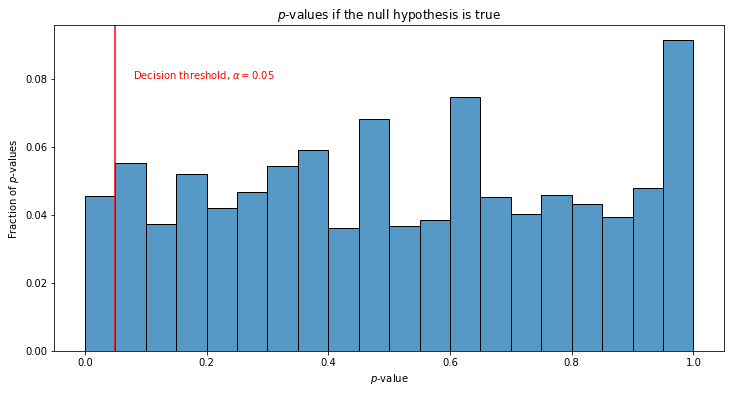 p-values if the null hypothesis is true
Decision threshold, α = 0.05
Fraction of p-values
0.08
0.06
0.04
0.02
0.00
0.0 0.2 0.4 0.6 0.8 1.0
p-value